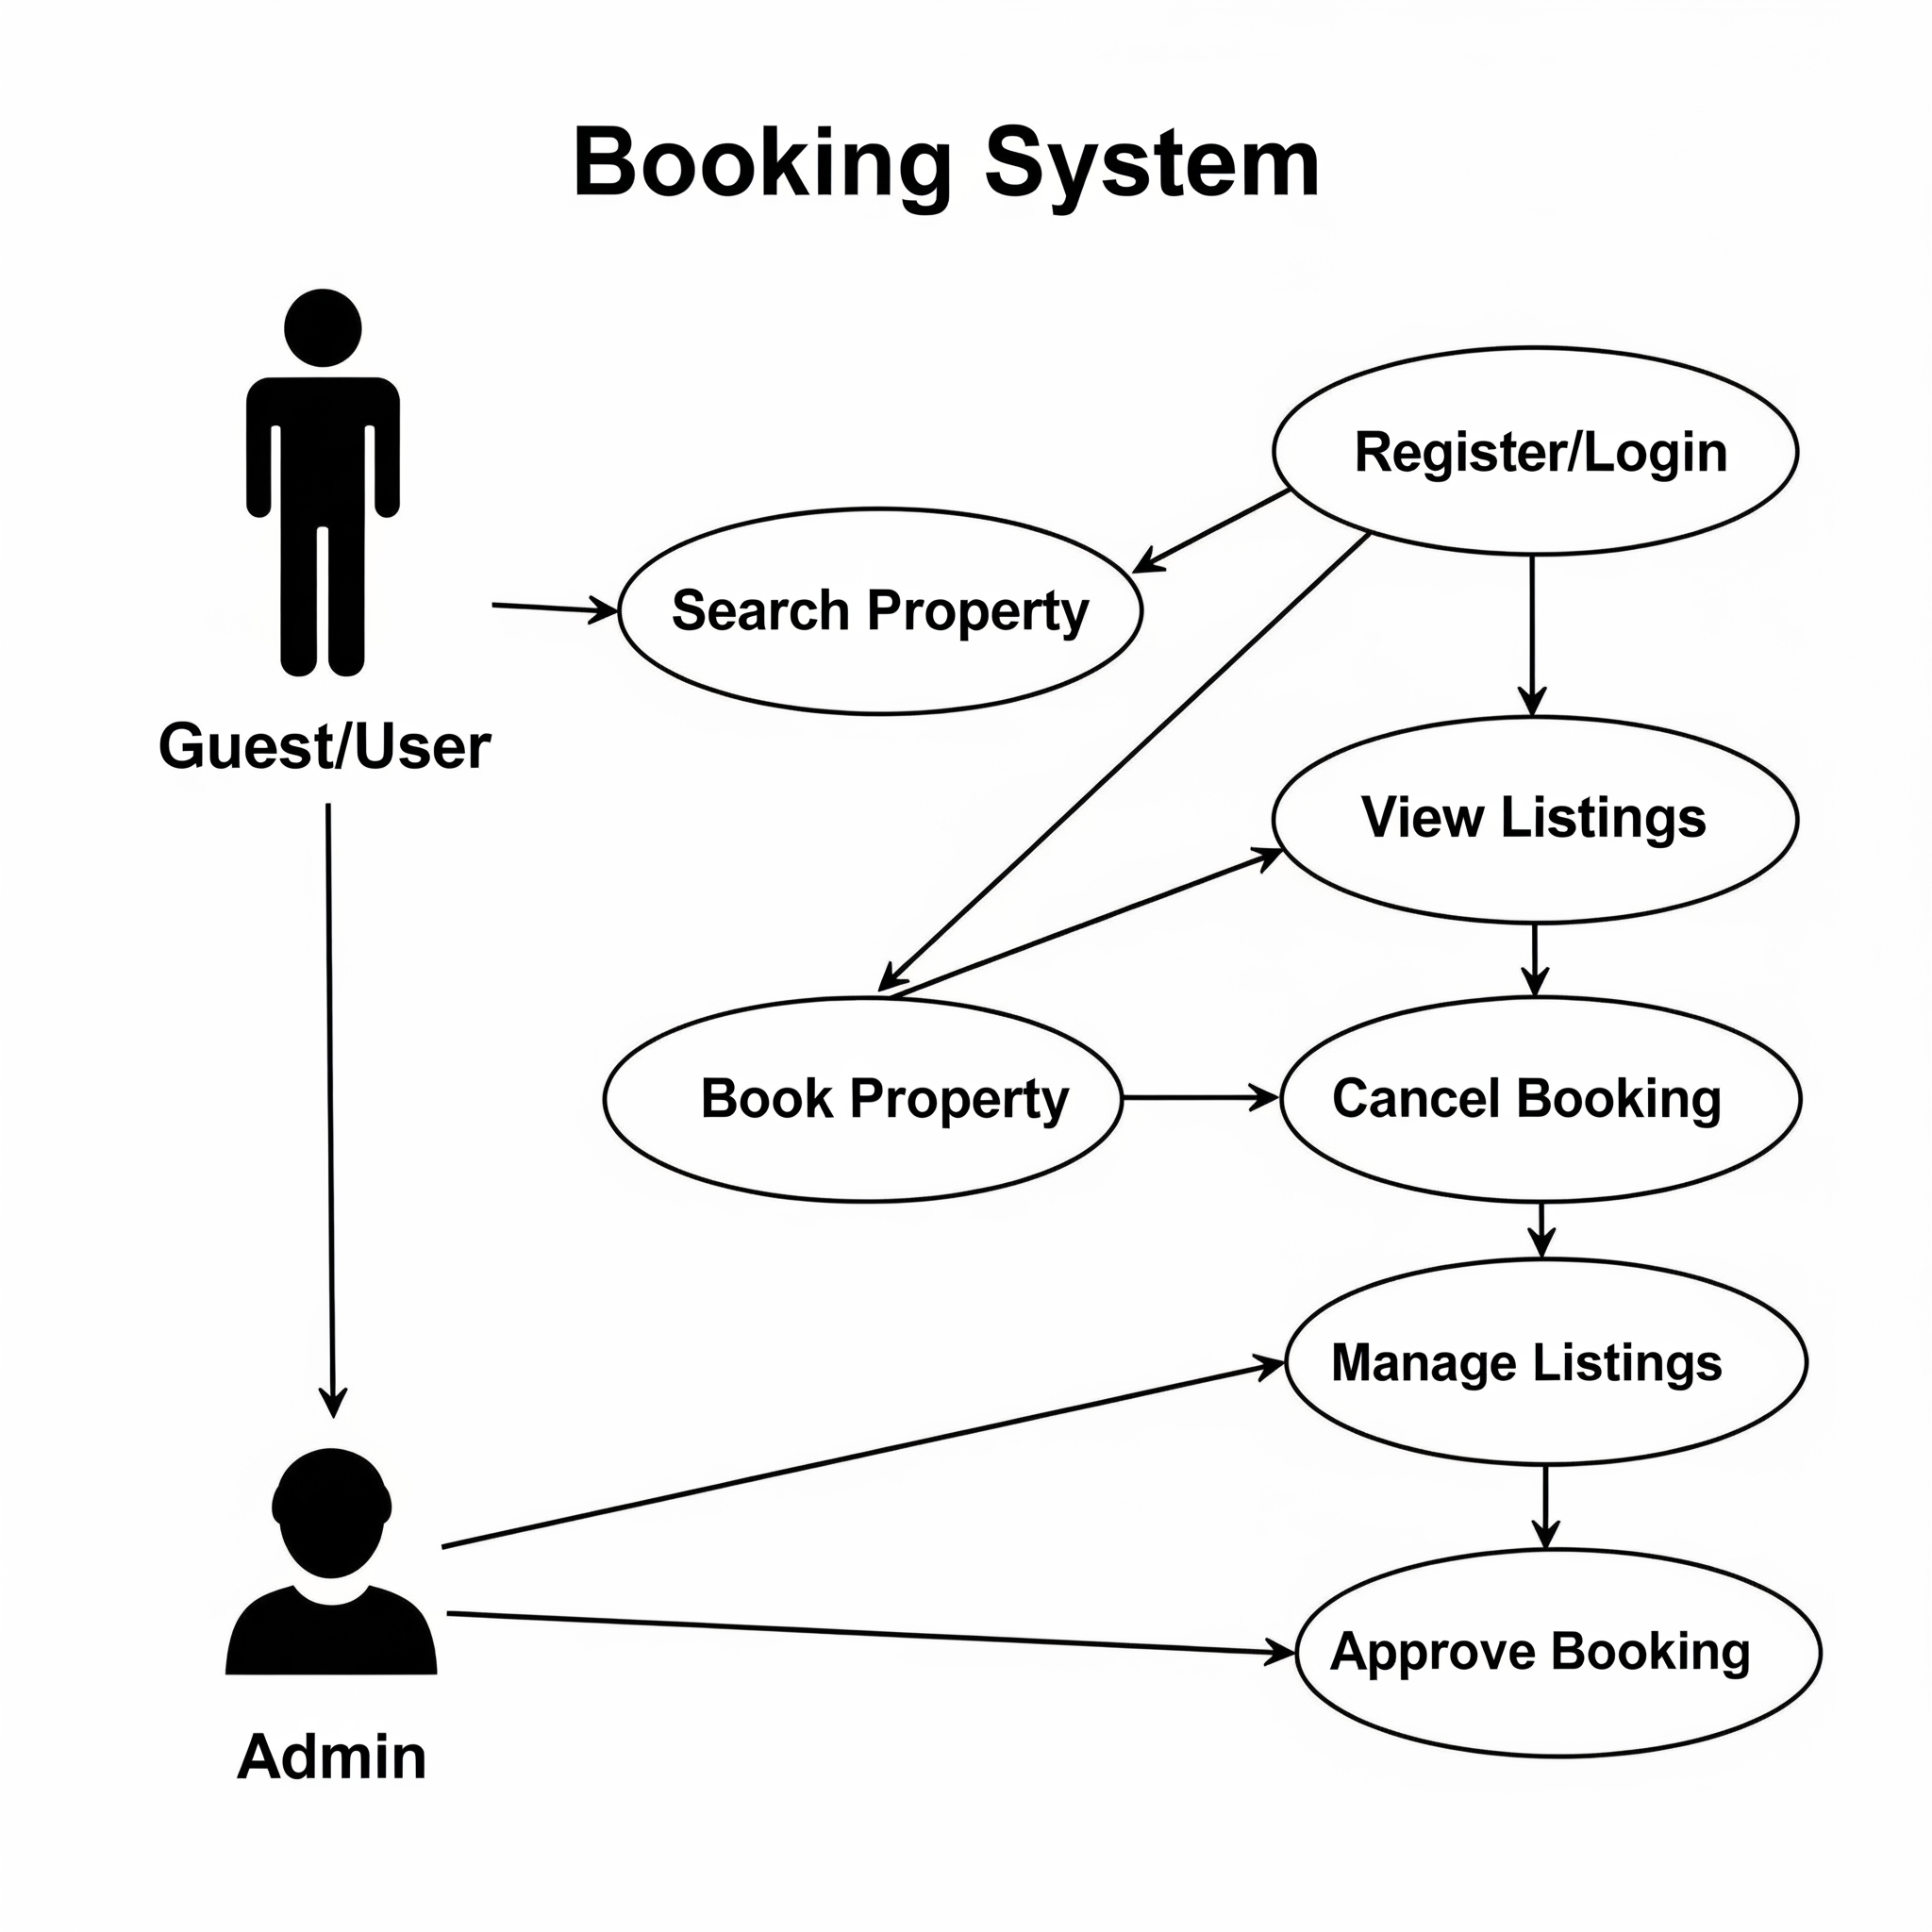 Booking System
Register/Login
Search Property
Guest/User
View Listings
Book Property
Cancel Booking
Manage Listings
Approve Booking
Admin